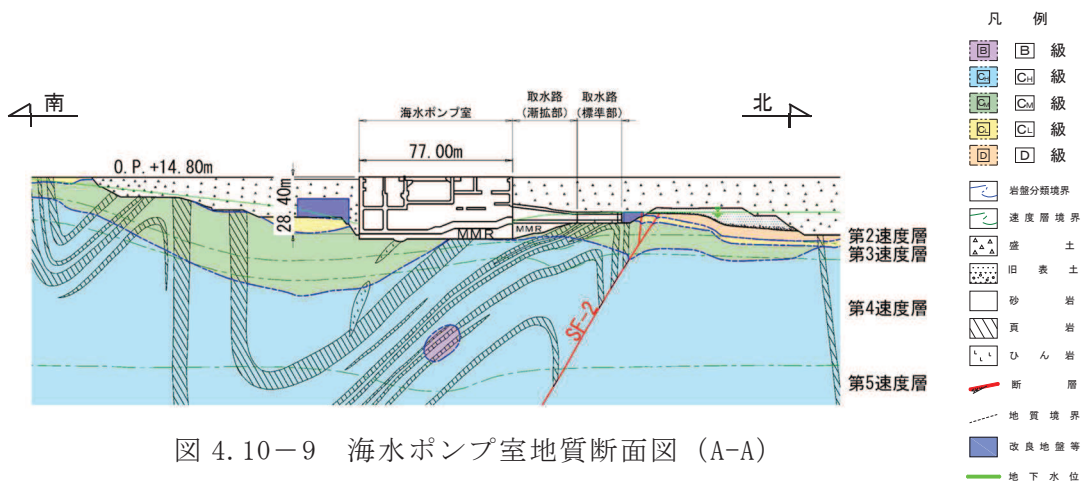 南
北
海水ポンプ室
取水路
(漸拡部)
取水路
(標準部)
77.00m
O.P.+14.80m
28.40m
MMR
MMR
SF-2
第2速度層
第3速度層
第4速度層
第5速度層
凡 例
B B 級
CH CH 級
CM CM 級
CL CL 級
D D 級
岩盤分類境界
速度層境界
盛 土
旧 表 土
砂 岩
頁 岩
ひ ん 岩
断 層
地 質 境 界
改 良 地 盤 等
地 下 水 位
図 4.10-9 海水ポンプ室地質断面図 (A-A)